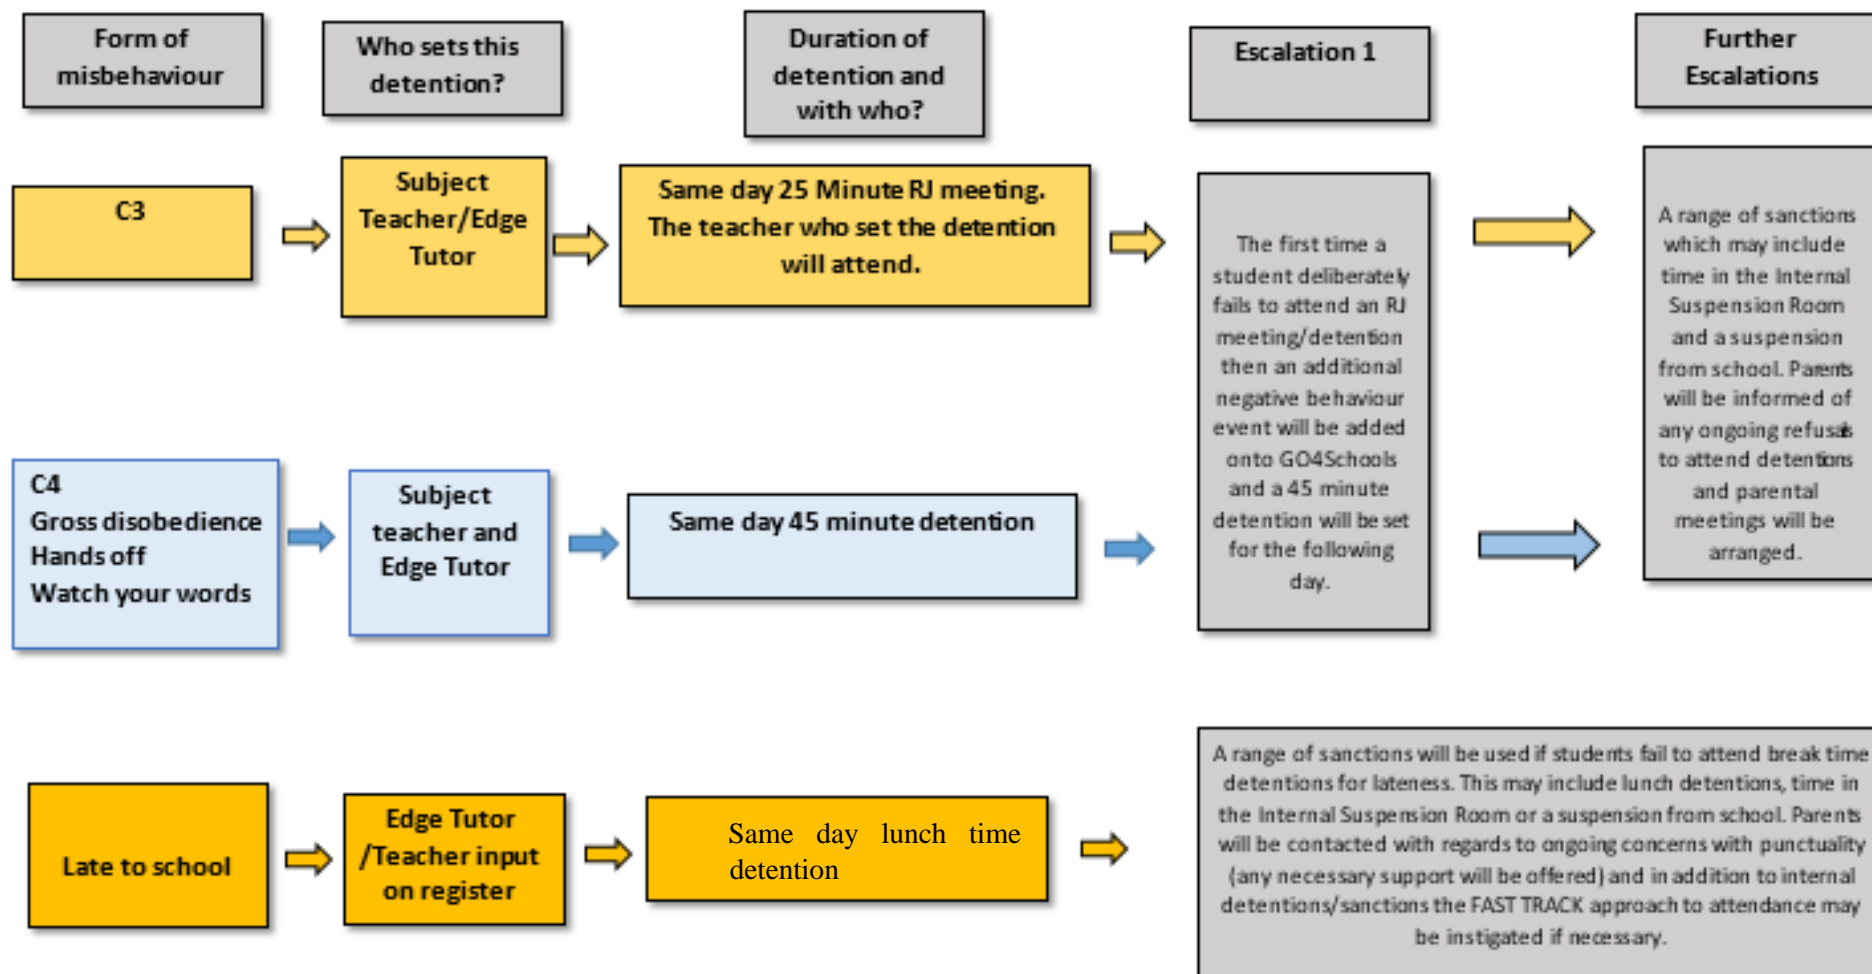 Form of
misbehaviour
Who sets this
detention?
Duration of
detention and
with who?
Escalation 1
Further
Escalations
C3
Subject
Teacher/Edge
Tutor
Same day 25 Minute RJ meeting.
The teacher who set the detention
will attend.
The first time a
student deliberately
fails to attend an RJ
meeting/detention
then an additional
negative behaviour
event will be added
onto GO4Schools
and a 45 minute
detention will be set
for the following
day.
A range of sanctions
which may include
time in the Internal
Suspension Room
and a suspension
from school. Parents
will be informed of
any ongoing refusals
to attend detentions
and parental
meetings will be
arranged.
C4
Gross disobedience
Hands off
Watch your words
Subject
teacher and
Edge Tutor
Same day 45 minute detention
Late to school
Edge Tutor
/Teacher input
on register
Same day lunch time
detention
A range of sanctions will be used if students fail to attend break time
detentions for lateness. This may include lunch detentions, time in
the Internal Suspension Room or a suspension from school. Parents
will be contacted with regards to ongoing concerns with punctuality
(any necessary support will be offered) and in addition to internal
detentions/sanctions the FAST TRACK approach to attendance may
be instigated if necessary.